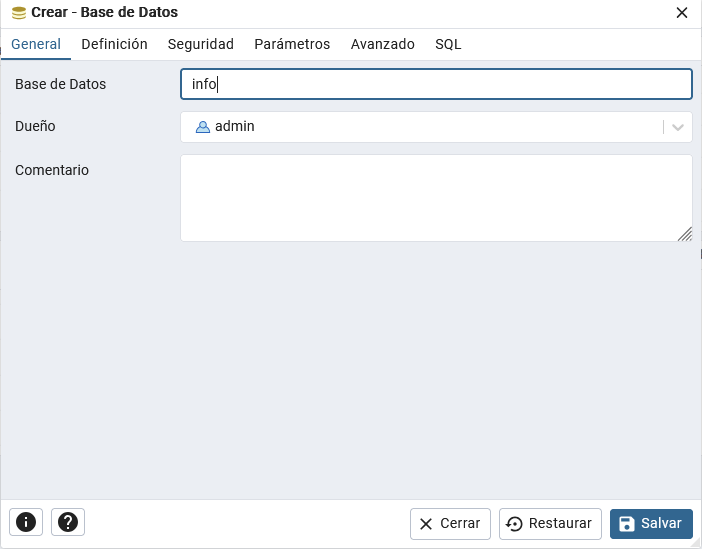 Crear - Base de Datos
General Definición Seguridad Parámetros Avanzado SQL
Base de Datos info
Dueño admin
Comentario
Cerrar Restaurar Salvar